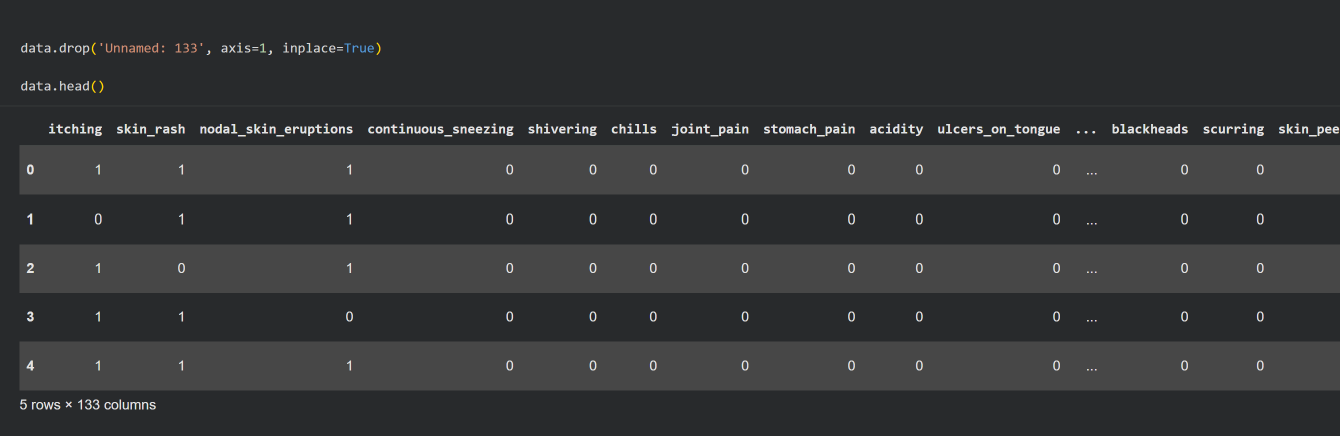 data.drop('Unnamed: 133', axis=1, inplace=True)
data.head()
itching skin_rash nodal_skin_eruptions continuous_sneezing shivering chills joint_pain stomach_pain acidity ulcers_on_tongue ... blackheads scurring skin_pee
0 1 1 1 0 0 0 0 0 0 0 ... 0 0
1 0 1 1 0 0 0 0 0 0 0 ... 0 0
2 1 0 1 0 0 0 0 0 0 0 ... 0 0
3 1 1 0 0 0 0 0 0 0 0 ... 0 0
4 1 1 1 0 0 0 0 0 0 0 ... 0 0
5 rows × 133 columns